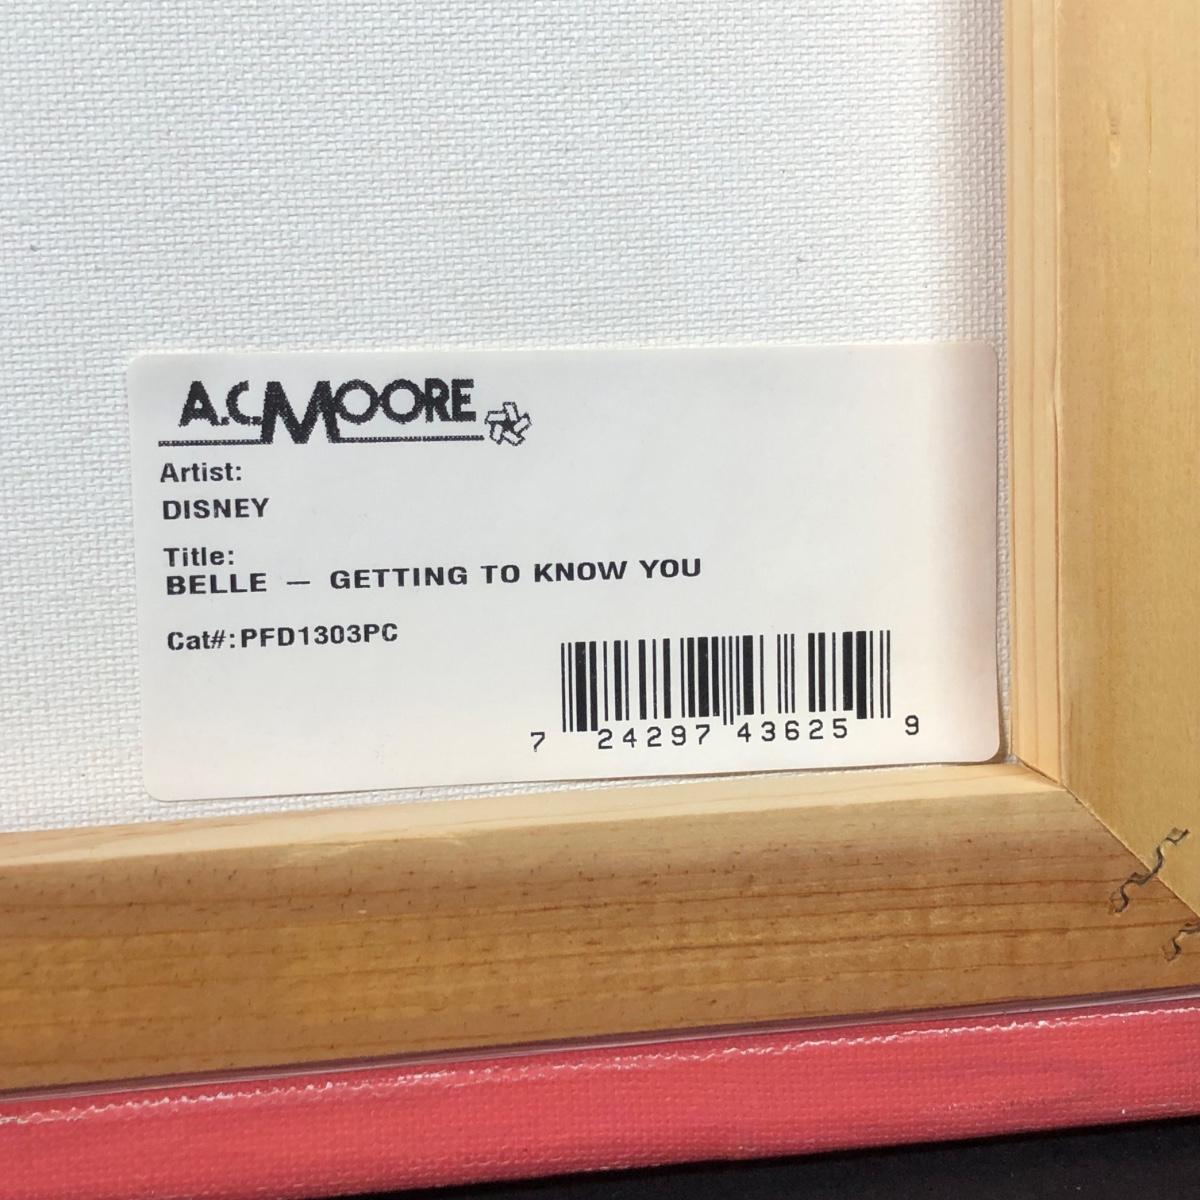 A.C. MOORE
Artist:
DISNEY
Title:
BELLE — GETTING TO KNOW YOU
Cat#: PFD1303PC
7 24297 43625 9